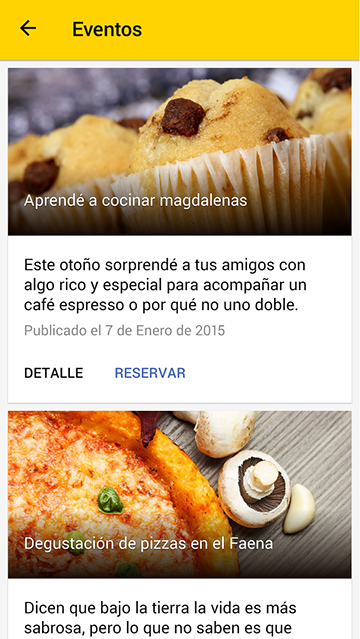 Eventos
Aprendé a cocinar magdalenas
Este otoño sorprendé a tus amigos con
algo rico y especial para acompañar un
café espresso o por qué no uno doble.
Publicado el 7 de Enero de 2015
DETALLE RESERVAR
Degustación de pizzas en el Faena
Dicen que bajo la tierra la vida es más
sabrosa, pero lo que no saben es que